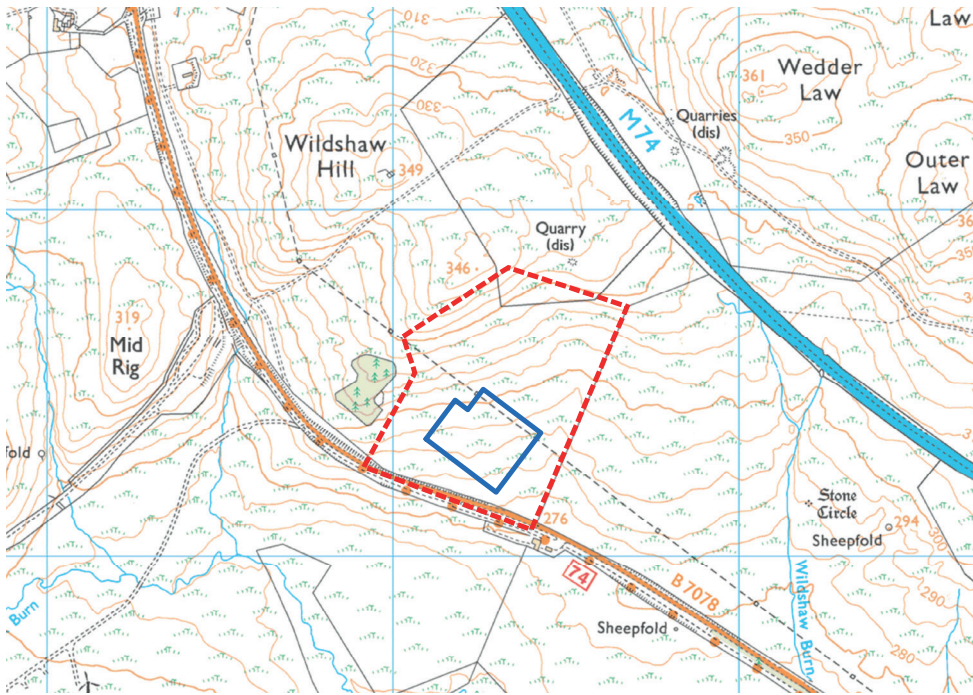 310
Law
320
361
Wedder
Law
330
M74
Quarries
(dis)
350
Wildshaw
Hill
349
Outer
Law
Quarry
(dis)
346
319
Mid
Rig
fold
Stone
Circle
294
Sheepfold
276
74
B 7078
Wildshaw Burn
290
Burn
Sheepfold
280